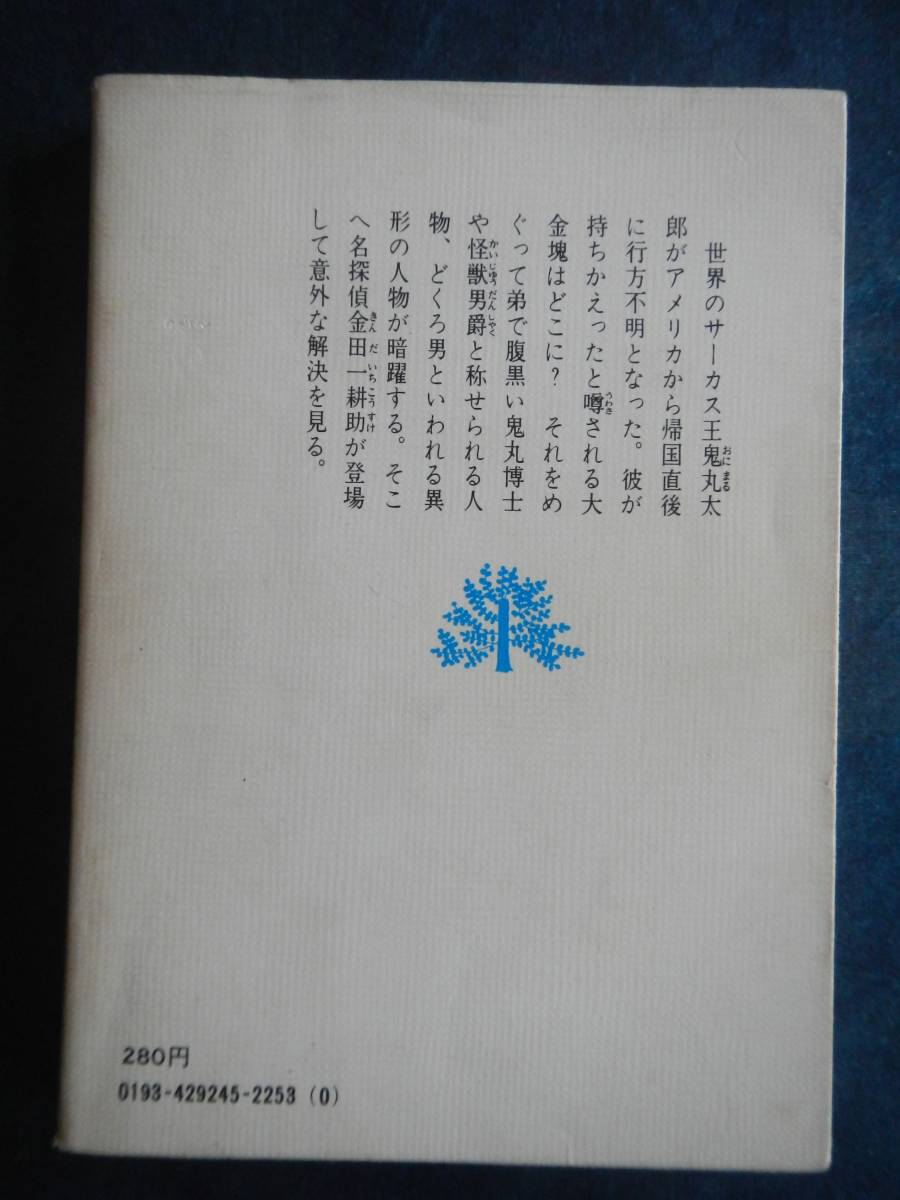 世界のサーカス王鬼丸太
郎がアメリカから帰国直後
に行方不明となった。彼が
持ちかえったと噂される大
金塊はどこに? それをめ
ぐって弟で腹黒い鬼丸博士
や怪獣男爵と称せられる人
物、どくろ男といわれる異
形の人物が暗躍する。そこ
へ名探偵金田一耕助が登場
して意外な解決を見る。
280円
0193-429245-2253 (0)